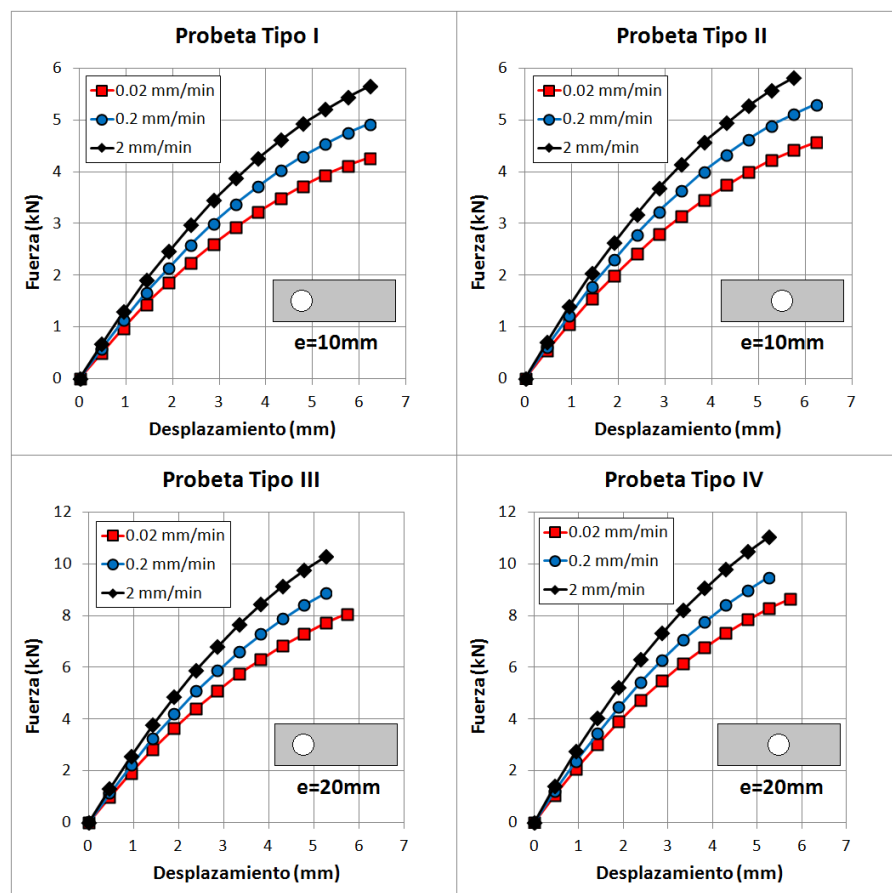 Probeta Tipo I
6
5
4
3
2
1
0
0.02 mm/min
0.2 mm/min
2 mm/min
Fuerza (kN)
e=10mm
0 1 2 3 4 5 6 7
Desplazamiento (mm)
Probeta Tipo II
6
5
4
3
2
1
0
0.02 mm/min
0.2 mm/min
2 mm/min
Fuerza (kN)
e=10mm
0 1 2 3 4 5 6 7
Desplazamiento (mm)
Probeta Tipo III
12
10
8
6
4
2
0
0.02 mm/min
0.2 mm/min
2 mm/min
Fuerza (kN)
e=20mm
0 1 2 3 4 5 6 7
Desplazamiento (mm)
Probeta Tipo IV
12
10
8
6
4
2
0
0.02 mm/min
0.2 mm/min
2 mm/min
Fuerza (kN)
e=20mm
0 1 2 3 4 5 6 7
Desplazamiento (mm)